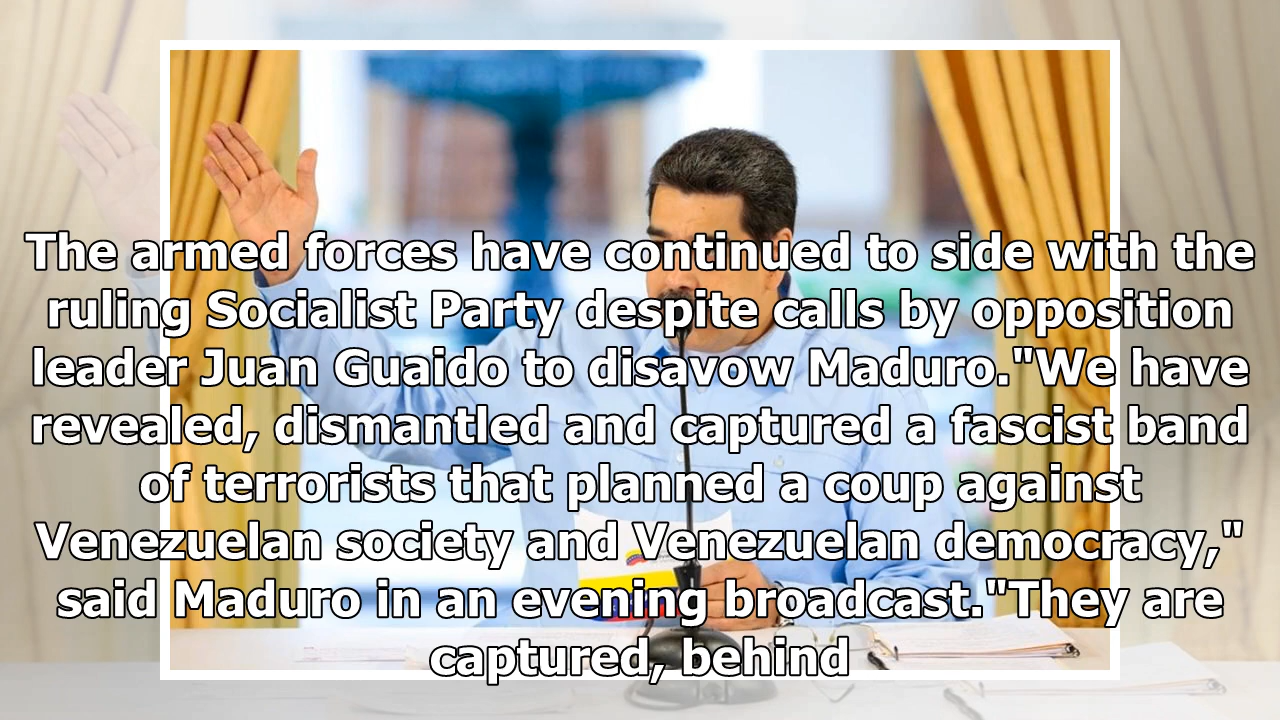 The armed forces have continued to side with the
ruling Socialist Party despite calls by opposition
leader Juan Guaido to disavow Maduro."We have
revealed, dismantled and captured a fascist band
of terrorists that planned a coup against
Venezuelan society and Venezuelan democracy,"
said Maduro in an evening broadcast."They are
captured, behind